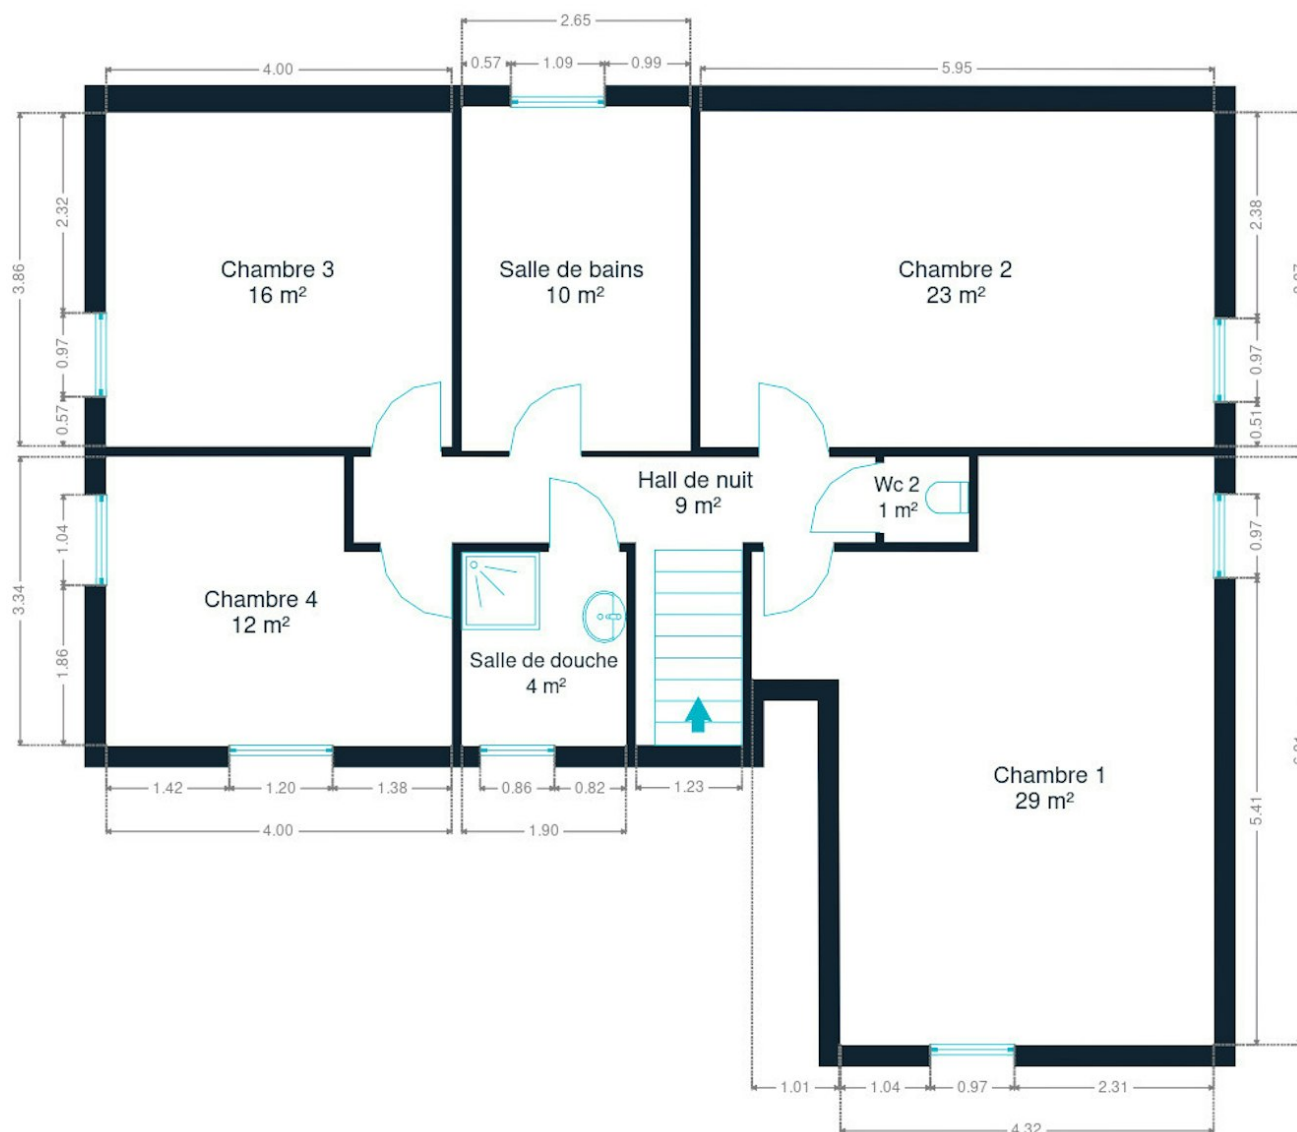 2.65
0.57
1.09
0.99
4.00
5.95
2.32
3.86
0.97
0.57
2.38
0.97
0.51
Chambre 3
16 m²
Salle de bains
10 m²
Chambre 2
23 m²
Hall de nuit
9 m²
Wc 2
1 m²
1.04
3.34
1.86
0.97
5.41
Chambre 4
12 m²
Salle de douche
4 m²
Chambre 1
29 m²
1.42
1.20
1.38
0.86
0.82
1.23
4.00
1.90
1.01
1.04
0.97
2.31
4.32